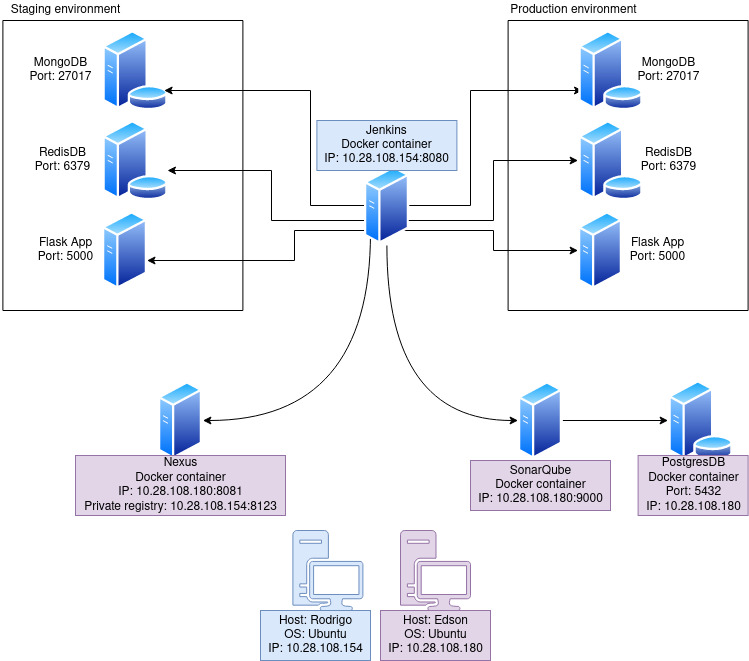 Staging environment
MongoDB
Port: 27017
RedisDB
Port: 6379
Flask App
Port: 5000
Jenkins
Docker container
IP: 10.28.108.154:8080
Production environment
MongoDB
Port: 27017
RedisDB
Port: 6379
Flask App
Port: 5000
Nexus
Docker container
IP: 10.28.108.180:8081
Private registry: 10.28.108.154:8123
SonarQube
Docker container
IP: 10.28.108.180:9000
PostgresDB
Docker container
Port: 5432
IP: 10.28.108.180
Host: Rodrigo
OS: Ubuntu
IP: 10.28.108.154
Host: Edson
OS: Ubuntu
IP: 10.28.108.180